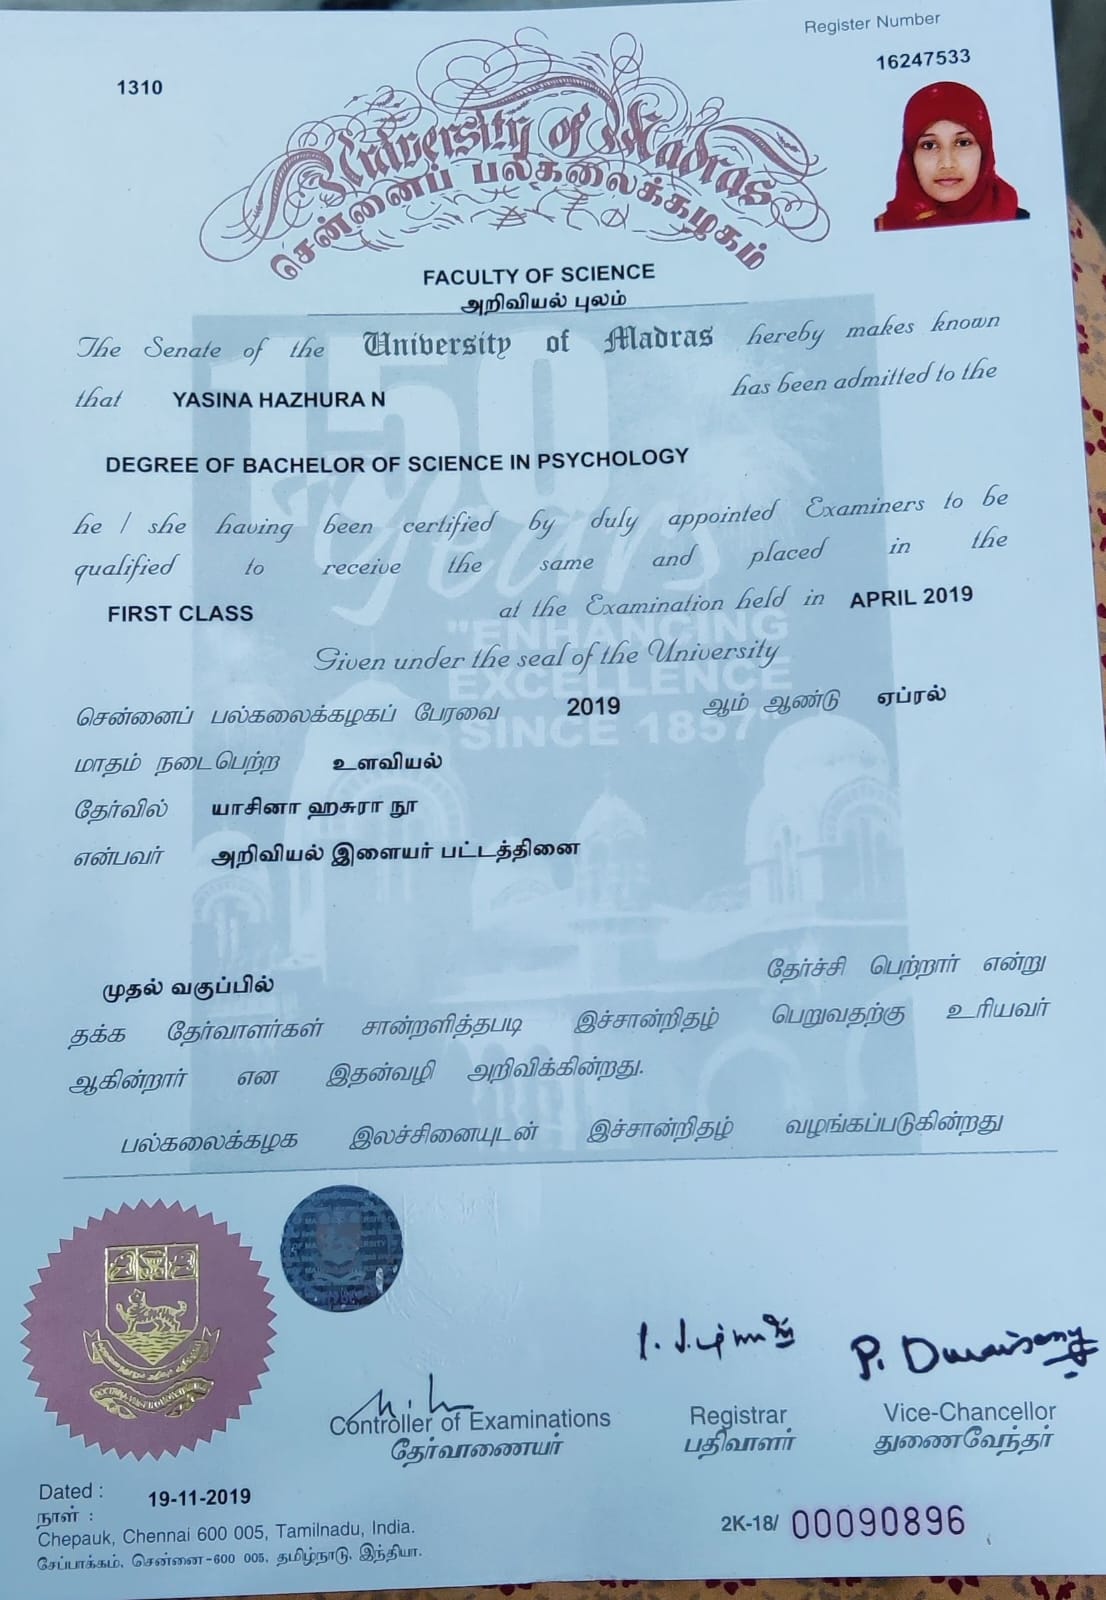 Register Number
1310
16247533
University of Madras
சென்னைப் பல்கலைக்கழகம்
FACULTY OF SCIENCE
அறிவியல் புலம்
The Senate of the University of Madras hereby makes known
that YASINA HAZHURA N has been admitted to the
DEGREE OF BACHELOR OF SCIENCE IN PSYCHOLOGY
he / she having been certified by duly appointed Examiners to be
qualified to receive the same and placed in the
FIRST CLASS at the Examination held in APRIL 2019
Given under the seal of the University
150
Years
"ENHANCING
EXCELLENCE
SINCE 1857"
சென்னைப் பல்கலைக்கழகப் பேரவை 2019 ஆம் ஆண்டு ஏப்ரல்
மாதம் நடைபெற்ற உளவியல்
தேர்வில் யாசினா ஹசுரா நூ
என்பவர் அறிவியல் இளையர் பட்டத்தினை
முதல் வகுப்பில் தேர்ச்சி பெற்றார் என்று
தக்க தேர்வாளர்கள் சான்றளித்தபடி இச்சான்றிதழ் பெறுவதற்கு உரியவர்
ஆகின்றார் என இதன்வழி அறிவிக்கின்றது.
பல்கலைக்கழக இலச்சினையுடன் இச்சான்றிதழ் வழங்கப்படுகின்றது
P. Duraisamy
Controller of Examinations Registrar Vice-Chancellor
தேர்வாணையர் பதிவாளர் துணைவேந்தர்
Dated : 19-11-2019
நாள் :
Chepauk, Chennai 600 005, Tamilnadu, India.
சேப்பாக்கம், சென்னை-600 005, தமிழ்நாடு, இந்தியா.
2K-18/ 00090896